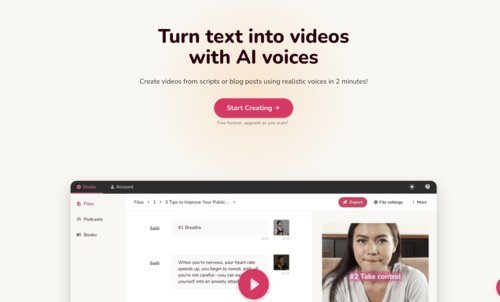 Turn text into videos
with AI voices
Create videos from scripts or blog posts using realistic voices in 2 minutes!
Start Creating →
Free forever, upgrade as you scale!
Studio
Account
Files
Files > 1 > 3 Tips to Improve Your Public ...
Export
File settings
More
Podcasts
Books
Salli
#1 Breathe
Salli
When you're nervous, your heart rate
speeds up, you begin to sweat, and
of you're not careful—you can
yourself into an anxiety attac
#2 Take control